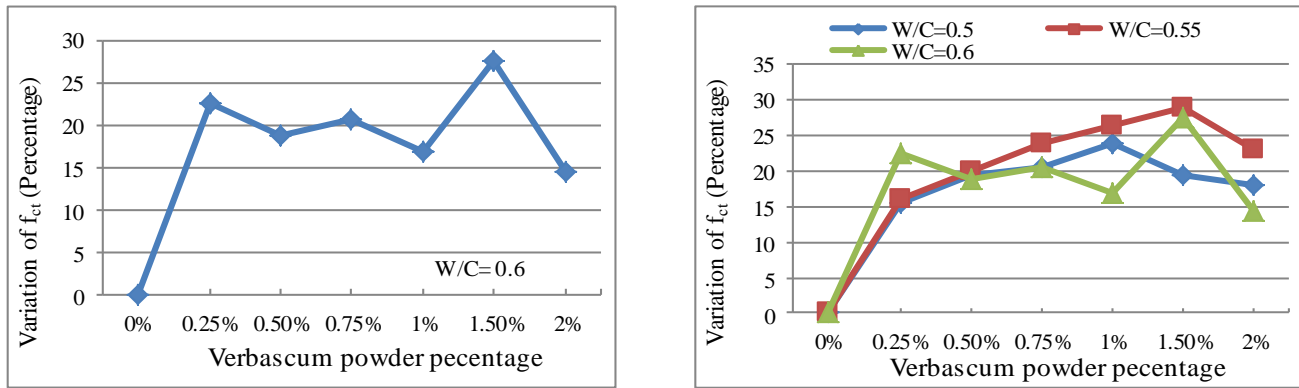 30
25
20
15
10
5
0
Variation of fct (Percentage)
W/C= 0.6
0% 0.25% 0.50% 0.75% 1% 1.50% 2%
Verbascum powder pecentage
W/C=0.5 W/C=0.55
W/C=0.6
35
30
25
20
15
10
5
0
Variation of fct (Percentage)
0% 0.25% 0.50% 0.75% 1% 1.50% 2%
Verbascum powder pecentage